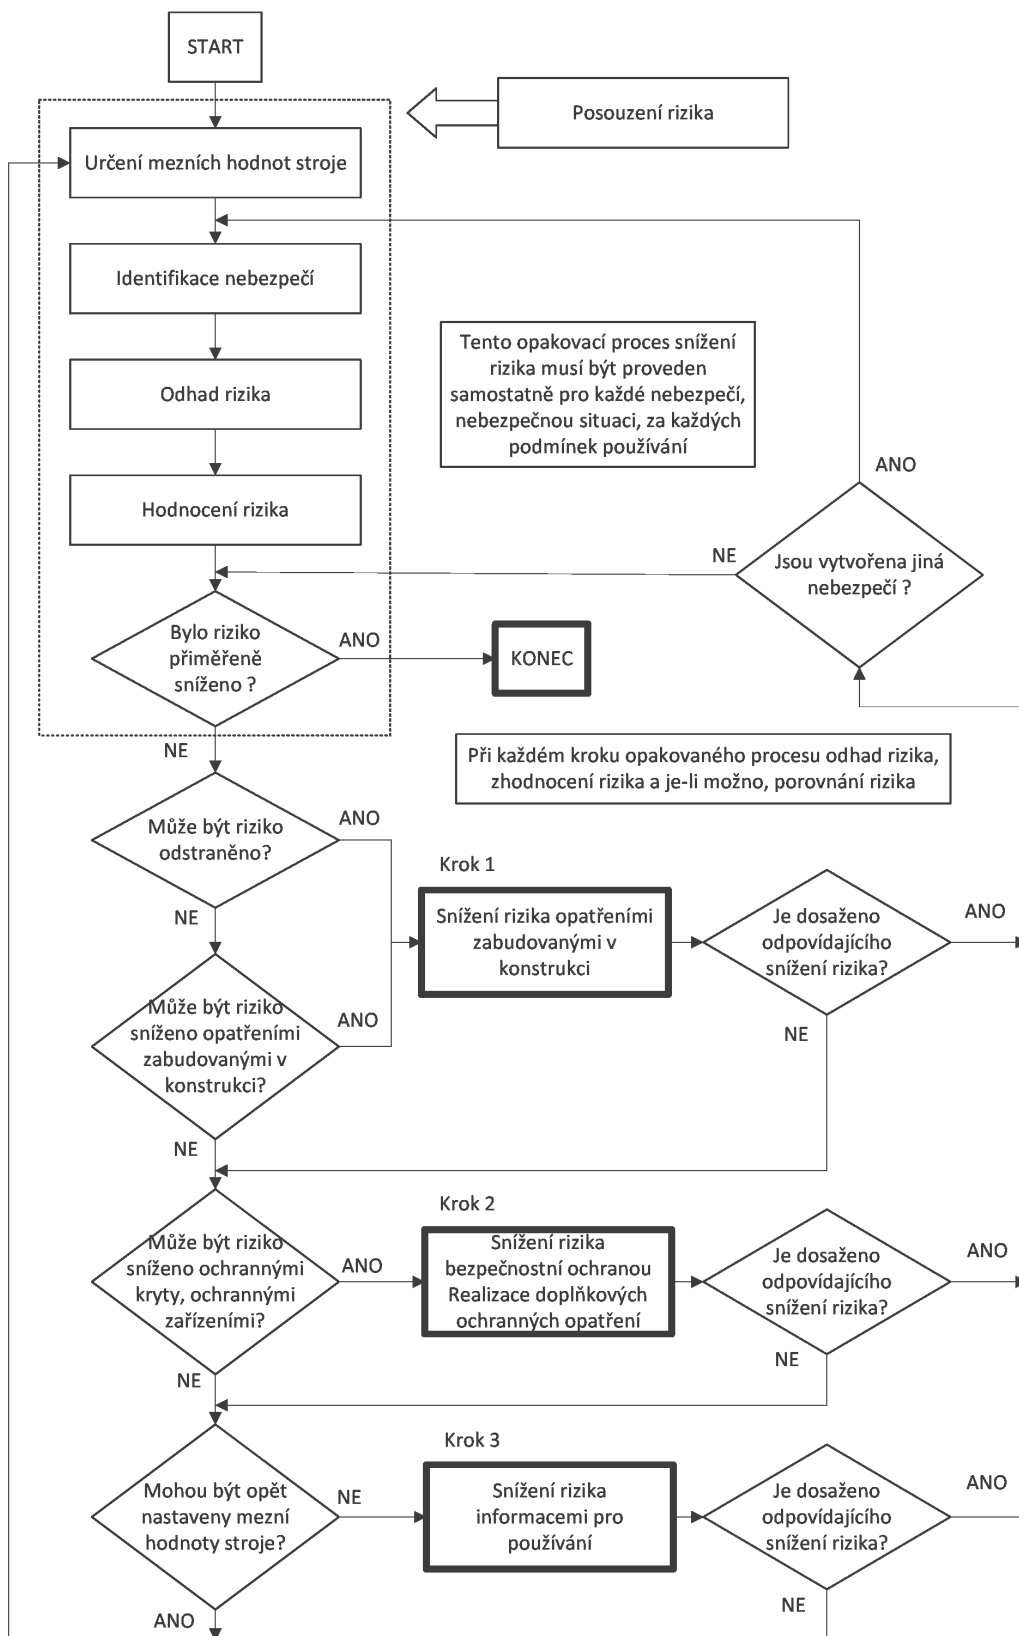 START
Posouzení rizika
Určení mezních hodnot stroje
Identifikace nebezpečí
Tento opakovací proces snížení
rizika musí být proveden
samostatně pro každé nebezpečí,
nebezpečnou situaci, za každých
podmínek používání
Odhad rizika
ANO
Hodnocení rizika
NE
Jsou vytvořena jiná
nebezpečí ?
Bylo riziko
přiměřeně
sníženo ?
ANO
KONEC
NE
Při každém kroku opakovaného procesu odhad rizika,
zhodnocení rizika a je-li možno, porovnání rizika
Může být riziko
odstraněno?
ANO
NE
Krok 1
Snížení rizika opatřeními
zabudovanými v
konstrukci
Je dosaženo
odpovídajícího
snížení rizika?
ANO
NE
Může být riziko
sníženo opatřeními
zabudovanými v
konstrukci?
ANO
NE
Krok 2
Může být riziko
sníženo ochrannými
kryty, ochrannými
zařízeními?
ANO
Snížení rizika
bezpečnostní ochranou
Realizace doplňkových
ochranných opatření
Je dosaženo
odpovídajícího
snížení rizika?
ANO
NE
NE
Krok 3
Mohou být opět
nastaveny mezní
hodnoty stroje?
NE
Snížení rizika
informacemi pro
používání
Je dosaženo
odpovídajícího
snížení rizika?
ANO
NE
ANO